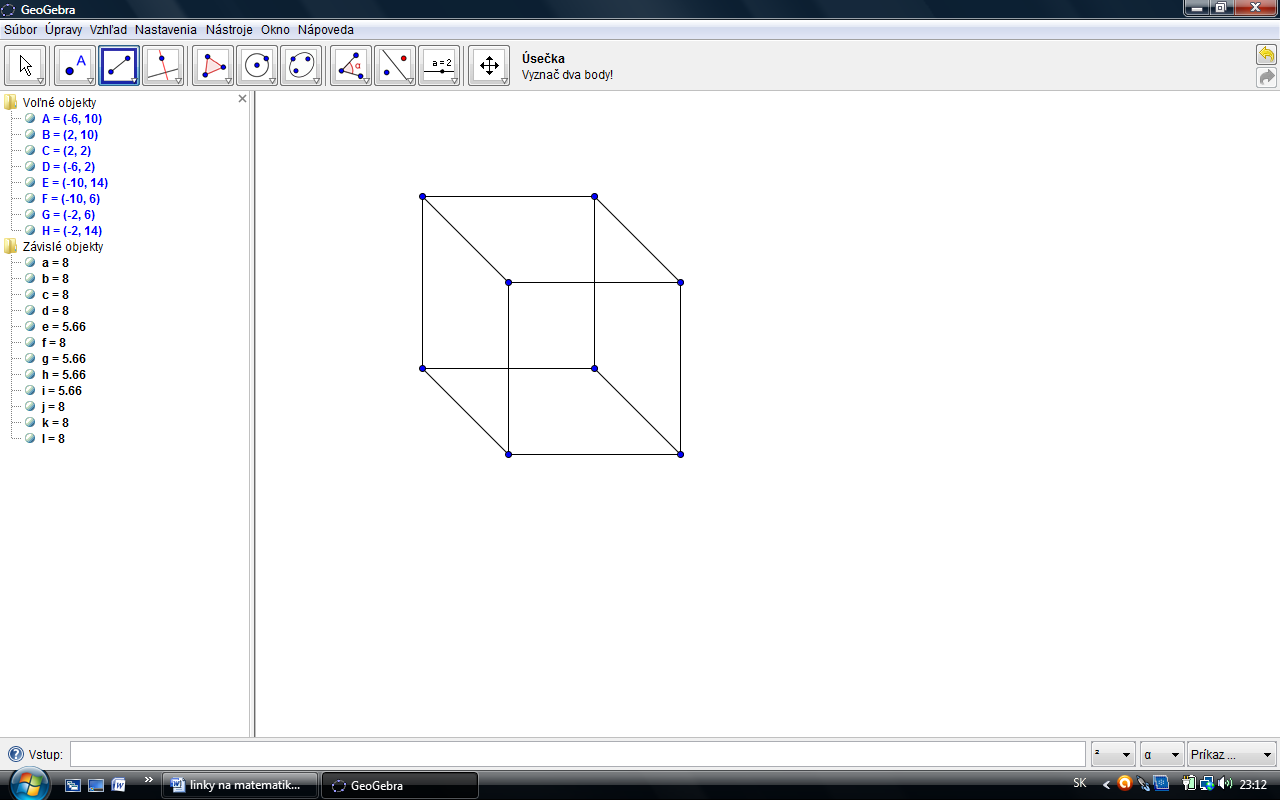 GeoGebra
Súbor Úpravy Vzhľad Nastavenia Nástroje Okno Nápoveda
A
α
a = 2
Úsečka
Vyznač dva body!
Voľné objekty
A = (-6, 10)
B = (2, 10)
C = (2, 2)
D = (-6, 2)
E = (-10, 14)
F = (-10, 6)
G = (-2, 6)
H = (-2, 14)
Závislé objekty
a = 8
b = 8
c = 8
d = 8
e = 5.66
f = 8
g = 5.66
h = 5.66
i = 5.66
j = 8
k = 8
l = 8
Vstup: ² α Príkaz ...
» linky na matematik... GeoGebra SK 23:12